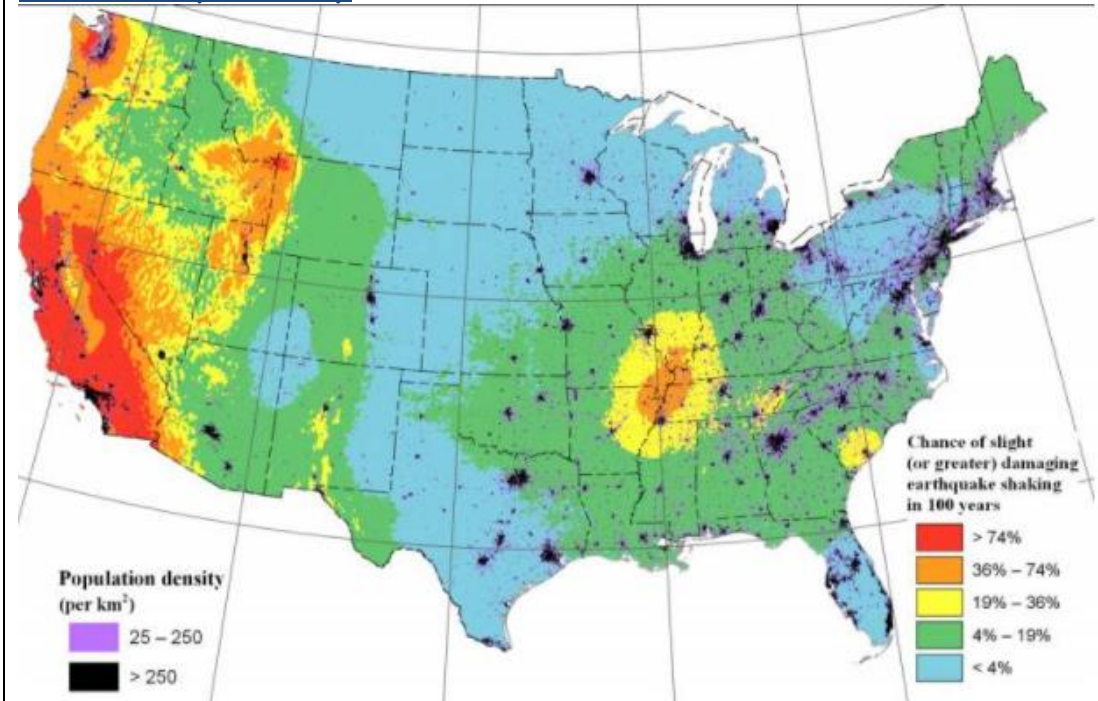 Population density
(per km²)
25 – 250
> 250
Chance of slight
(or greater) damaging
earthquake shaking
in 100 years
> 74%
36% – 74%
19% – 36%
4% – 19%
< 4%